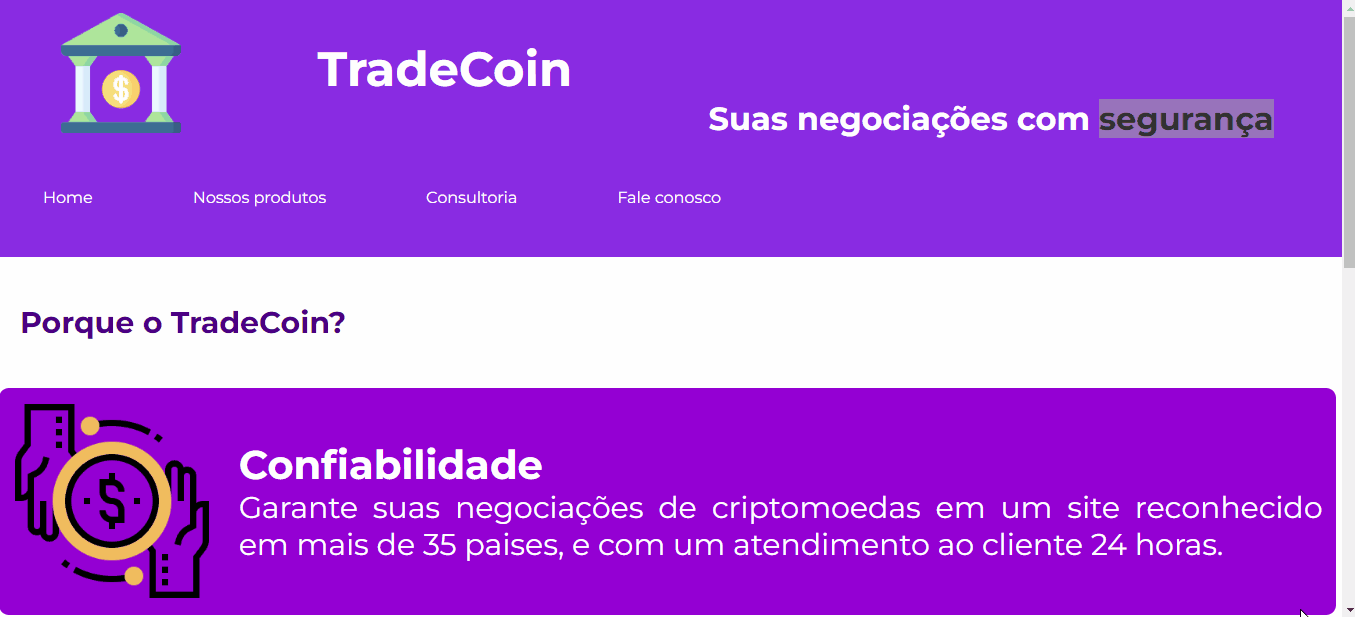 TradeCoin
Suas negociações com segurança
Home Nossos produtos Consultoria Fale conosco
Porque o TradeCoin?
Confiabilidade
Garante suas negociações de criptomoedas em um site reconhecido
em mais de 35 paises, e com um atendimento ao cliente 24 horas.